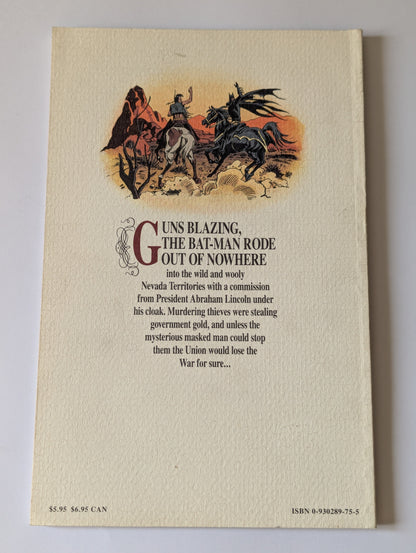 GUNS BLAZING,
THE BAT-MAN RODE
OUT OF NOWHERE
into the wild and wooly
Nevada Territories with a commission
from President Abraham Lincoln under
his cloak. Murdering thieves were stealing
government gold, and unless the
mysterious masked man could stop
them the Union would lose the
War for sure...
$5.95 $6.95 CAN
ISBN 0-930289-75-5